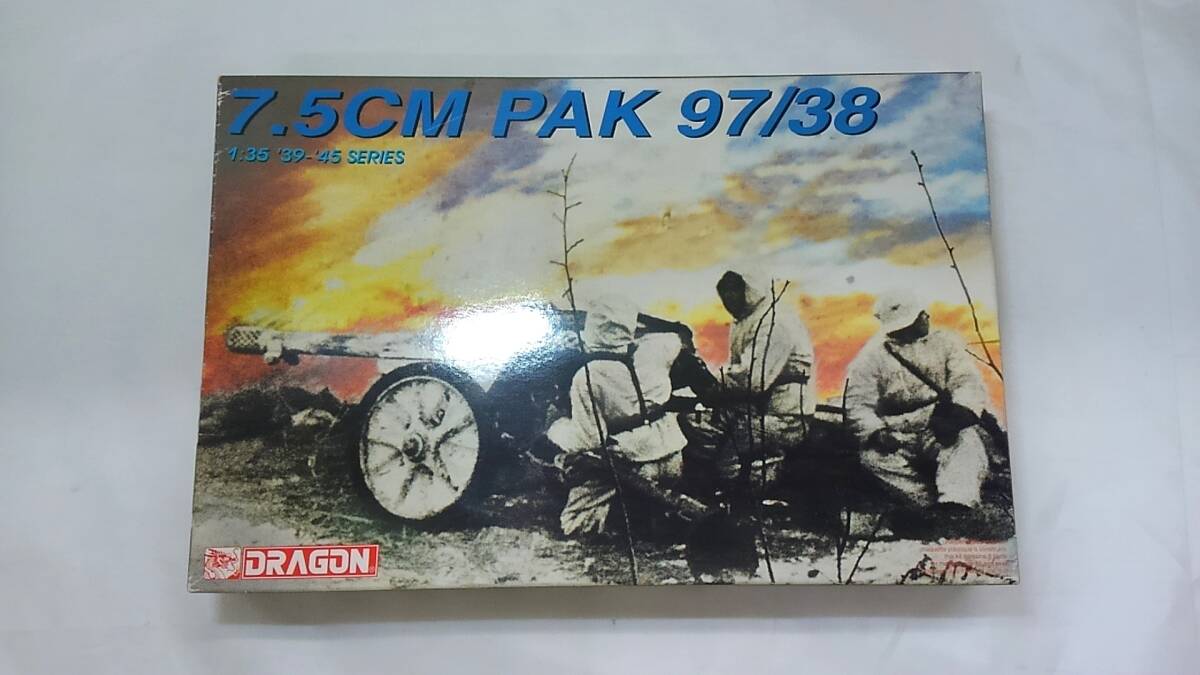 7.5CM PAK 97/38
1:35 '39-'45 SERIES
DRAGON